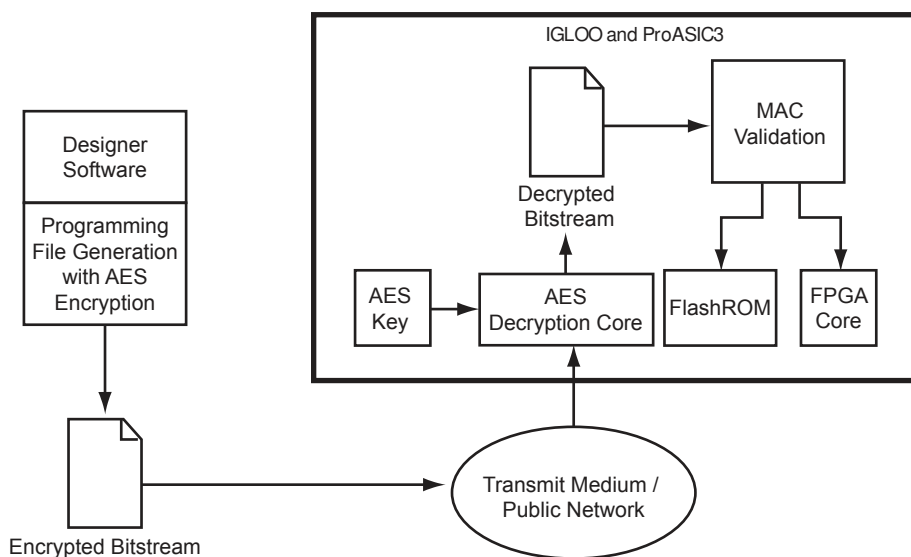 IGLOO and ProASIC3
Designer
Software
Programming
File Generation
with AES
Encryption
MAC
Validation
Decrypted
Bitstream
AES
Key
AES
Decryption Core
FlashROM
FPGA
Core
Transmit Medium /
Public Network
Encrypted Bitstream